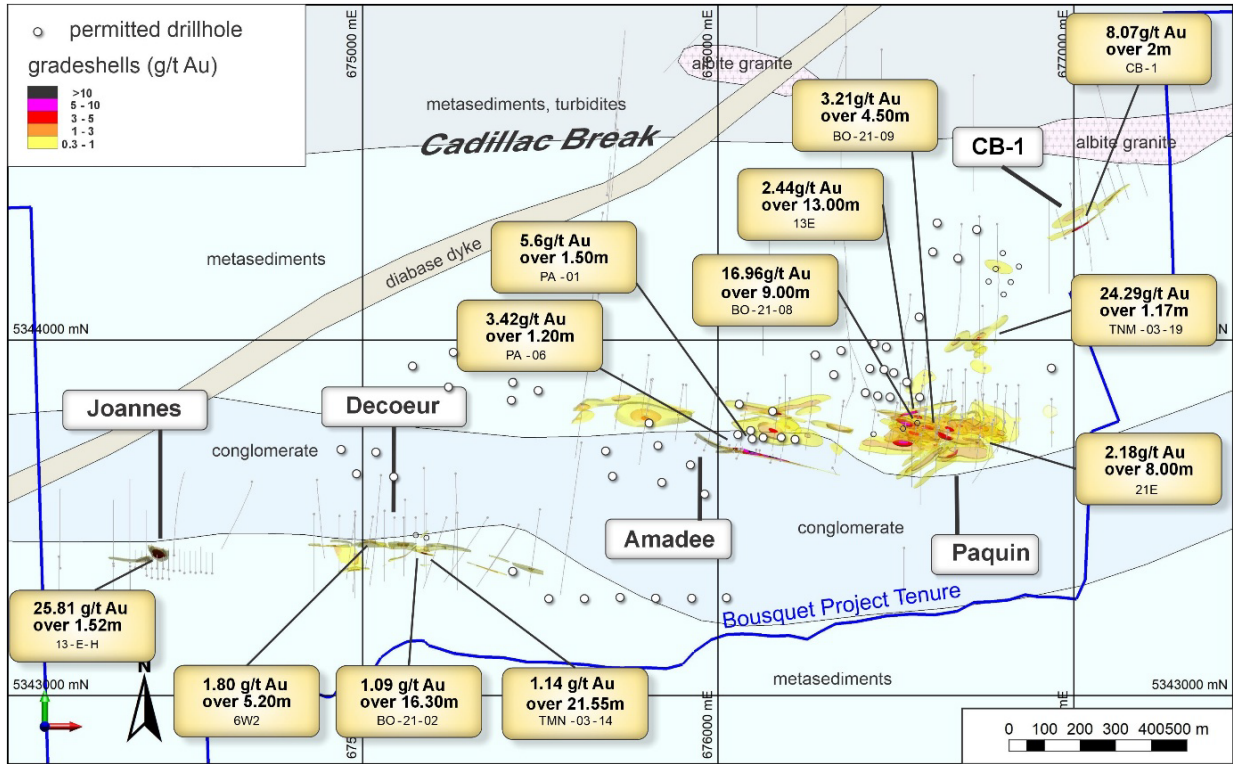 permitted drillhole
gradeshells (g/t Au)
>10
5 - 10
3 - 5
1 - 3
0.3 - 1
675000 mE
676000 mE
677000 mE
8.07g/t Au
over 2m
CB-1
albite granite
metasediments, turbidites
Cadillac Break
3.21g/t Au
over 4.50m
BO-21-09
CB-1
albite granite
2.44g/t Au
over 13.00m
13E
5.6g/t Au
over 1.50m
PA-01
metasediments
diabase dyke
16.96g/t Au
over 9.00m
BO-21-08
24.29g/t Au
over 1.17m
TNM-03-19
3.42g/t Au
over 1.20m
PA-06
5344000 mN
N
Joannes
Decoeur
conglomerate
2.18g/t Au
over 8.00m
21E
Amadee
conglomerate
Paquin
Bousquet Project Tenure
25.81 g/t Au
over 1.52m
13-E-H
N
1.80 g/t Au
over 5.20m
6W2
1.09 g/t Au
over 16.30m
BO-21-02
1.14 g/t Au
over 21.55m
TMN-03-14
metasediments
5343000 mN
5343000 mN
675
676000 mE
677000 mE
0 100 200 300 400500 m